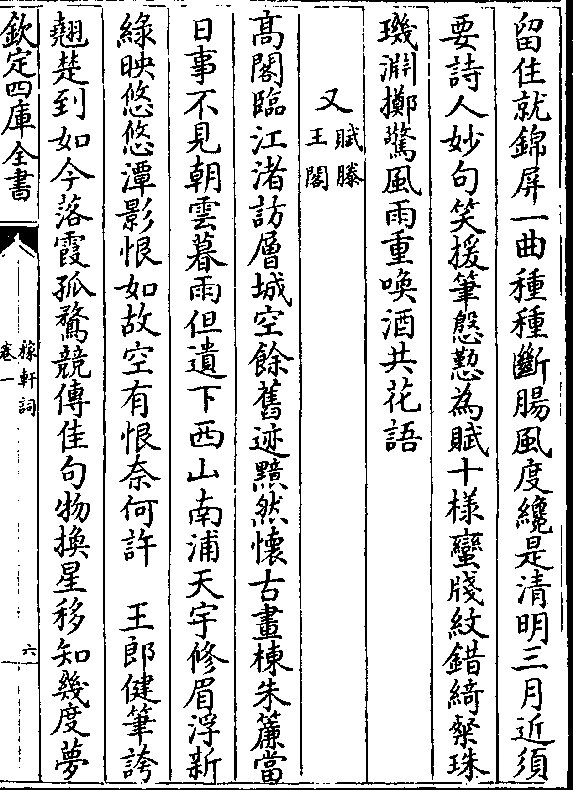 留住就錦屏一曲種種斷腸風度纔是清明三月近須
要詩人妙句笑援筆慇懃為賦十様蠻牋紋錯綺粲珠
璣淵擲驚風雨重喚酒共花語
又賦滕王閣
髙閣臨江渚訪層城空餘舊迹黯然懷古畫棟朱簾當
日事不見朝雲暮雨但遺下西山南浦天宇修眉浮新
綠映悠悠潭影恨如故空有恨奈何許　王郎健筆誇
翹楚到如今落霞孤鶩競傳佳句物換星移知幾度夢
欽定四庫全書
稼軒詞
卷一
六